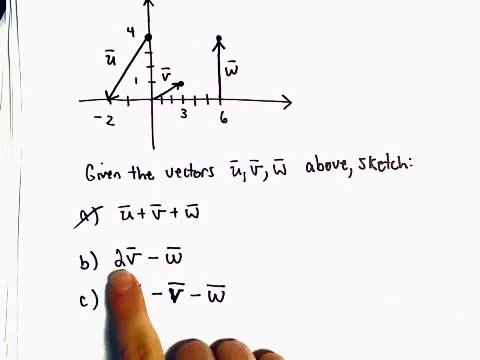 4
u̅
v̅
w̅
1
-2
3
6
Given the vectors u̅, v̅, w̅ above, sketch:
a) u̅ + v̅ + w̅
b) 2v̅ - w̅
c) - v̅ - w̅